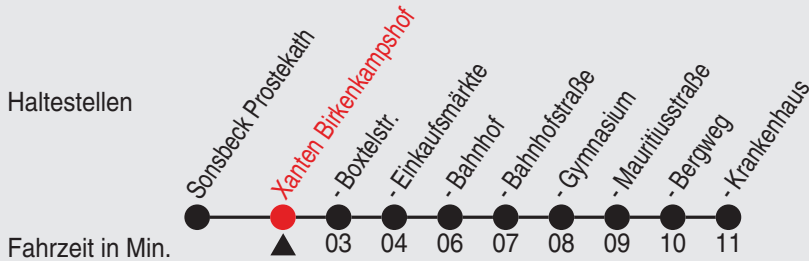 Haltestellen
Sonsbeck Prostekath
Xanten Birkenkampshof
- Boxtelstr.
- Einkaufsmärkte
- Bahnhof
- Bahnhofstraße
- Gymnasium
- Mauritiusstraße
- Bergweg
- Krankenhaus
Fahrzeit in Min. 03 04 06 07 08 09 10 11